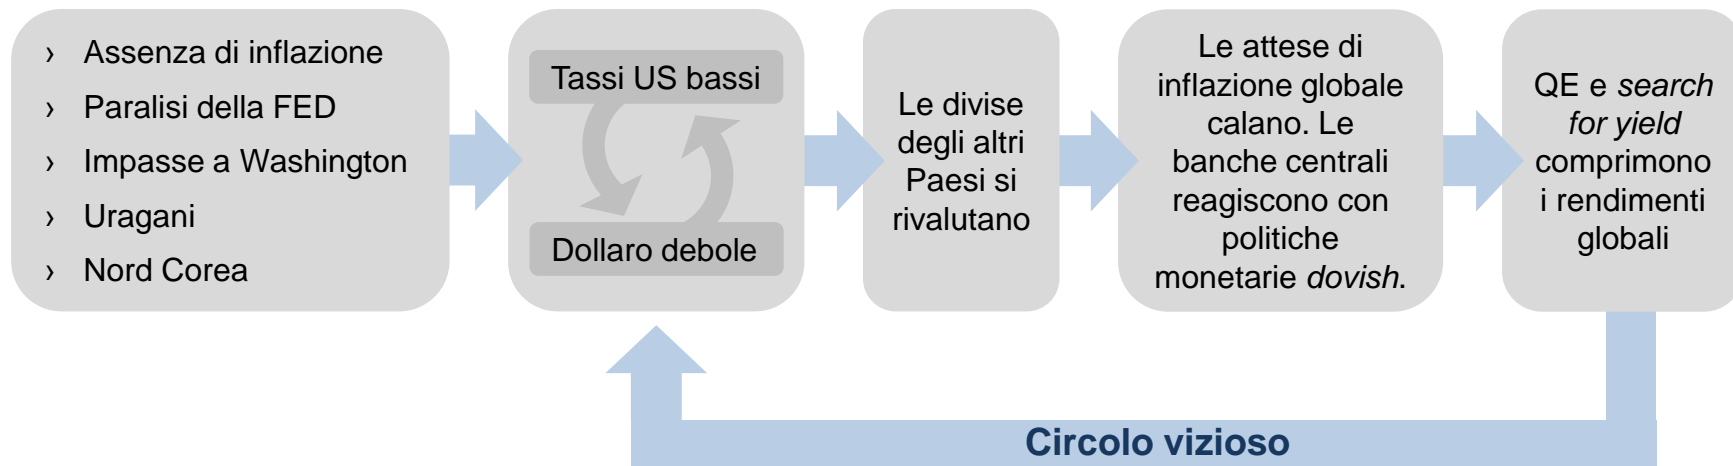 › Assenza di inflazione
› Paralisi della FED
› Impasse a Washington
› Uragani
› Nord Corea
Tassi US bassi
Dollaro debole
Le divise
degli altri
Paesi si
rivalutano
Le attese di
inflazione globale
calano. Le
banche centrali
reagiscono con
politiche
monetarie dovish.
QE e search
for yield
comprimono
i rendimenti
globali
Circolo vizioso